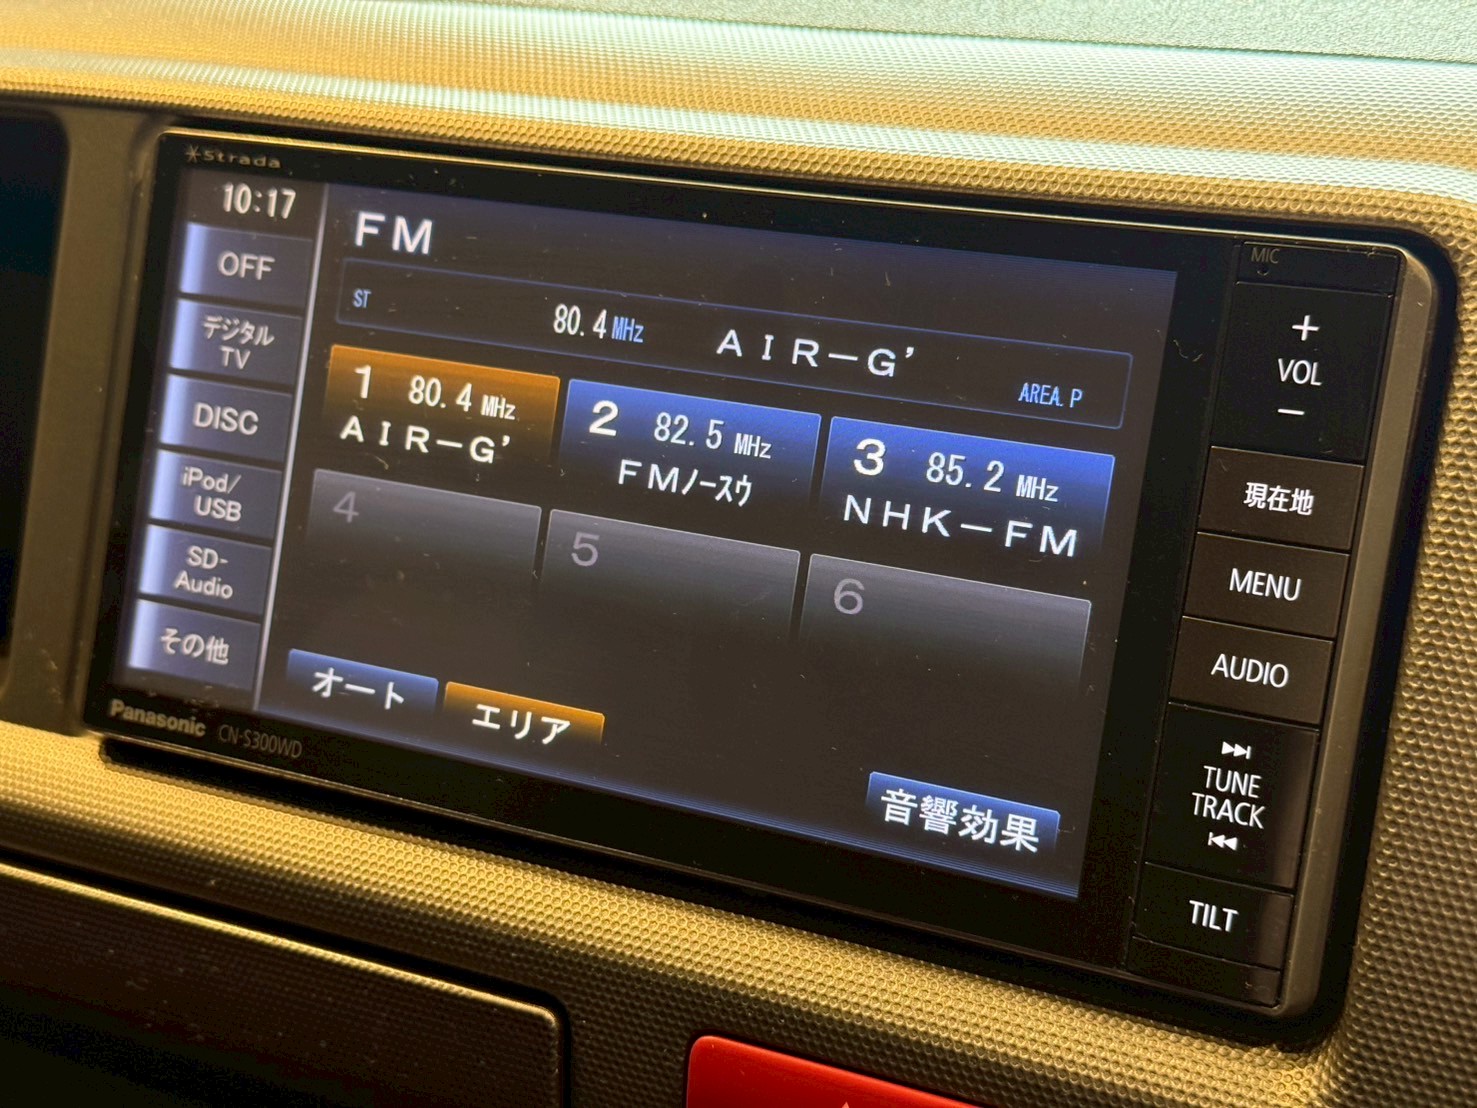 Strada
10:17
OFF
デジタル
TV
DISC
iPod/
USB
SD-
Audio
その他
FM
ST
80.4MHz
AIR-G'
AREA.P
1 80.4 MHz
AIR-G'
2 82.5 MHz
FMノースウ
3 85.2 MHz
NHK-FM
4
5
6
オート
エリア
音響効果
Panasonic CN-S300WD
MIC
+
VOL
-
現在地
MENU
AUDIO
TUNE
TRACK
TILT